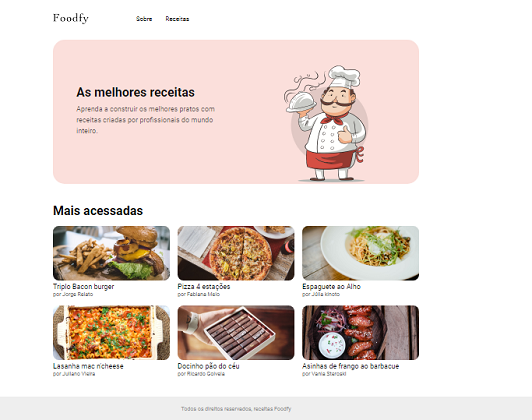 Foodfy
Sobre
Receitas
As melhores receitas
Aprenda a construir os melhores pratos com
receitas criadas por profissionais do mundo
inteiro.
Mais acessadas
Triplo Bacon burger
por Jorge Relato
Pizza 4 estações
por Fabiana Melo
Espaguete ao Alho
por Júlia Kinoto
Lasanha mac n'cheese
por Juliano Vieira
Docinho pão do céu
por Ricardo Golveia
Asinhas de frango ao barbacue
por Vania Steroski
Todos os direitos reservados, receitas Foodfy